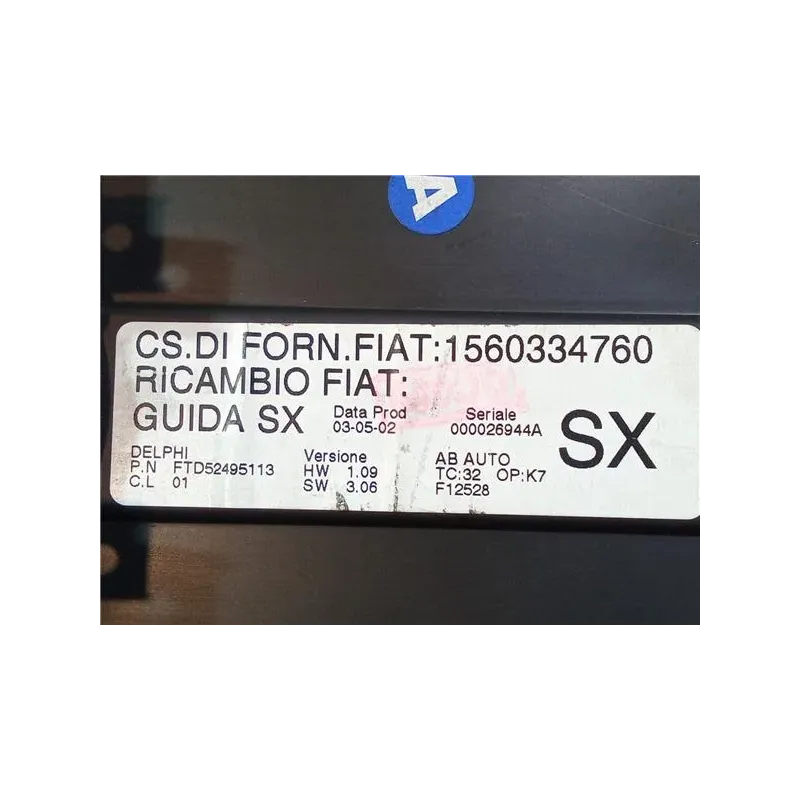 A
CS.DI FORN.FIAT:1560334760
RICAMBIO FIAT:
GUIDA SX
Data Prod
03-05-02
Seriale
000026944A
SX
DELPHI
P.N FTD52495113
C.L 01
Versione
HW 1.09
SW 3.06
AB AUTO
TC:32 OP:K7
F12528